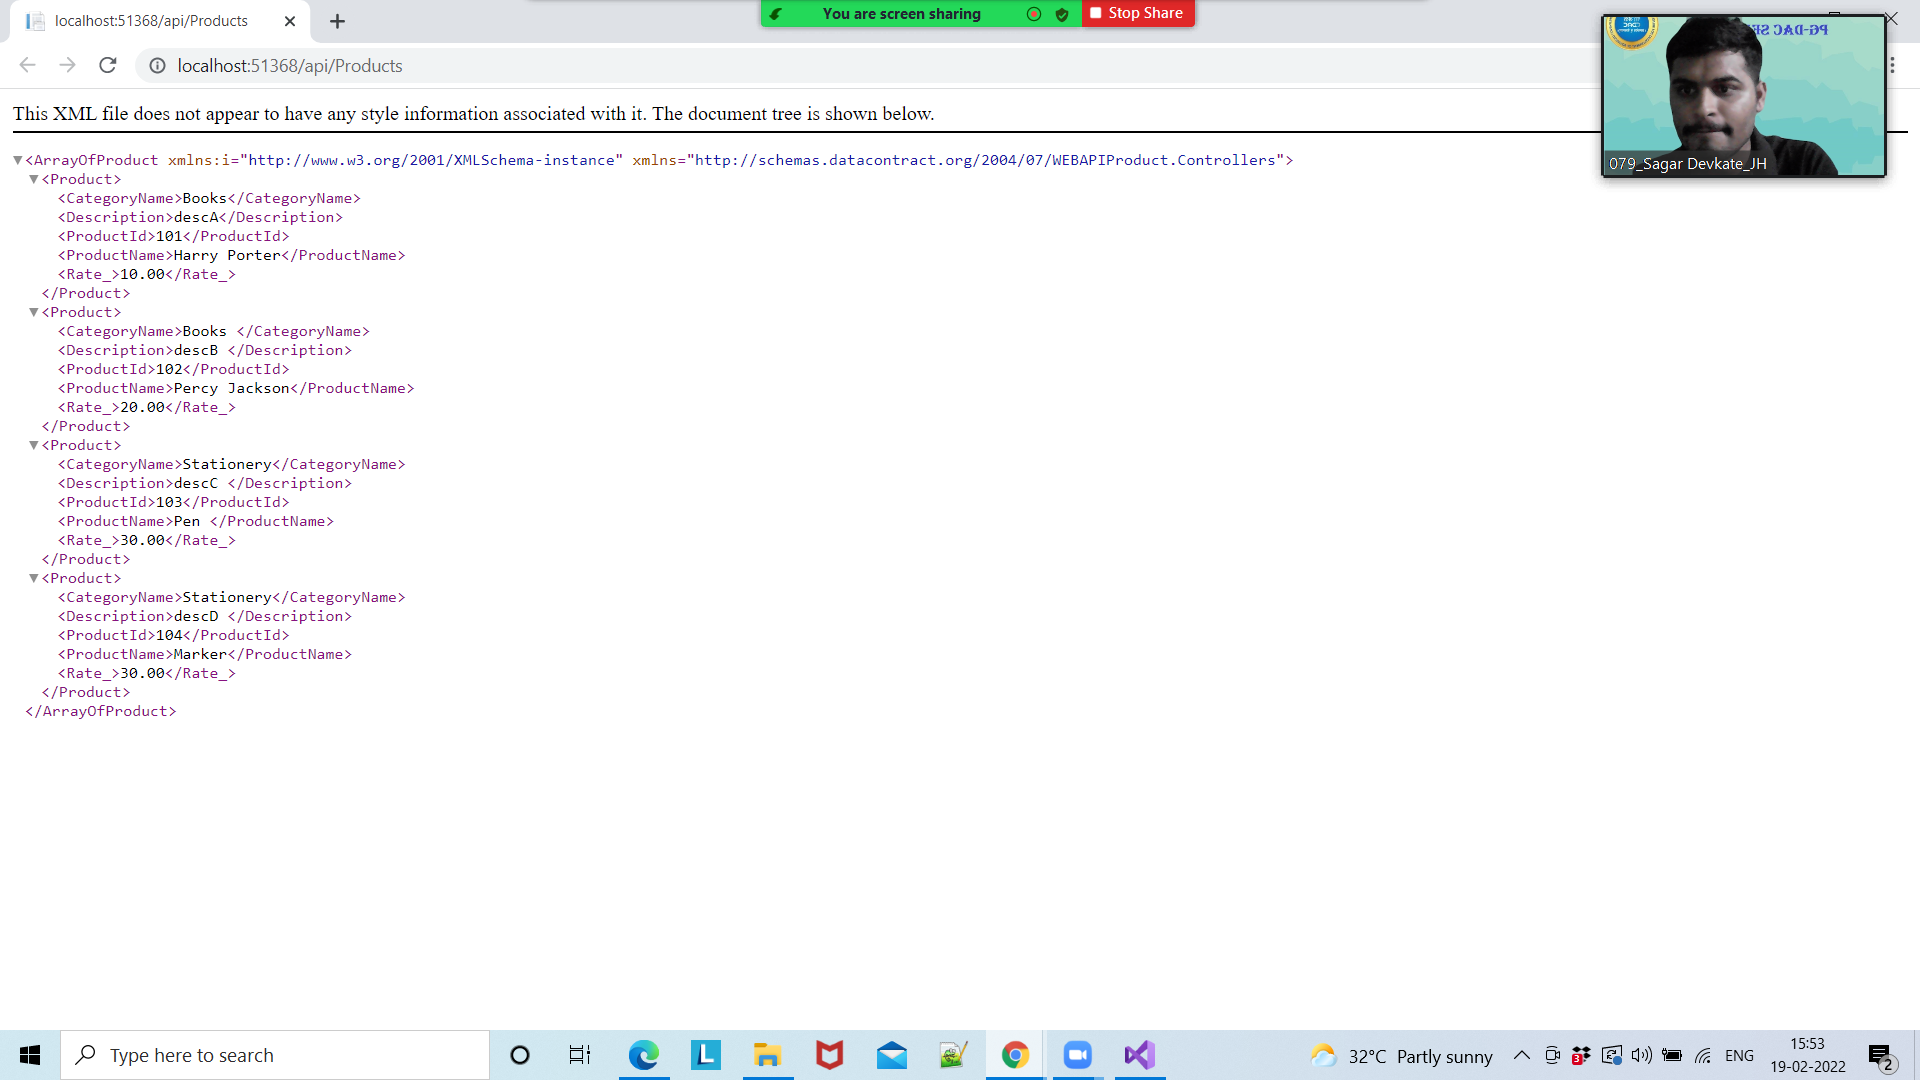 localhost:51368/api/Products
You are screen sharing
Stop Share
localhost:51368/api/Products
PG-DAC
079_Sagar Devkate_JH
This XML file does not appear to have any style information associated with it. The document tree is shown below.
<ArrayOfProduct xmlns:i="http://www.w3.org/2001/XMLSchema-instance" xmlns="http://schemas.datacontract.org/2004/07/WEBAPIProduct.Controllers">
<Product>
<CategoryName>Books</CategoryName>
<Description>descA</Description>
<ProductId>101</ProductId>
<ProductName>Harry Porter</ProductName>
<Rate_>10.00</Rate_>
</Product>
<Product>
<CategoryName>Books </CategoryName>
<Description>descB </Description>
<ProductId>102</ProductId>
<ProductName>Percy Jackson</ProductName>
<Rate_>20.00</Rate_>
</Product>
<Product>
<CategoryName>Stationery</CategoryName>
<Description>descC </Description>
<ProductId>103</ProductId>
<ProductName>Pen </ProductName>
<Rate_>30.00</Rate_>
</Product>
<Product>
<CategoryName>Stationery</CategoryName>
<Description>descD </Description>
<ProductId>104</ProductId>
<ProductName>Marker</ProductName>
<Rate_>30.00</Rate_>
</Product>
</ArrayOfProduct>
Type here to search
L
32°C Partly sunny
3
ENG
15:53
19-02-2022
2